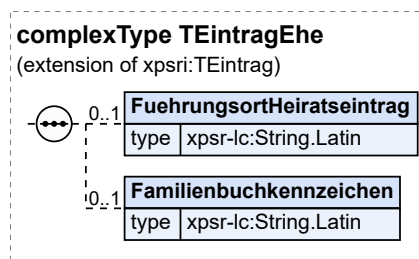 complexType TEintragEhe
(extension of xpsri:TEintrag)
0..1
FuehrungsortHeiratseintrag
type xpsr-lc:String.Latin
0..1
Familienbuchkennzeichen
type xpsr-lc:String.Latin